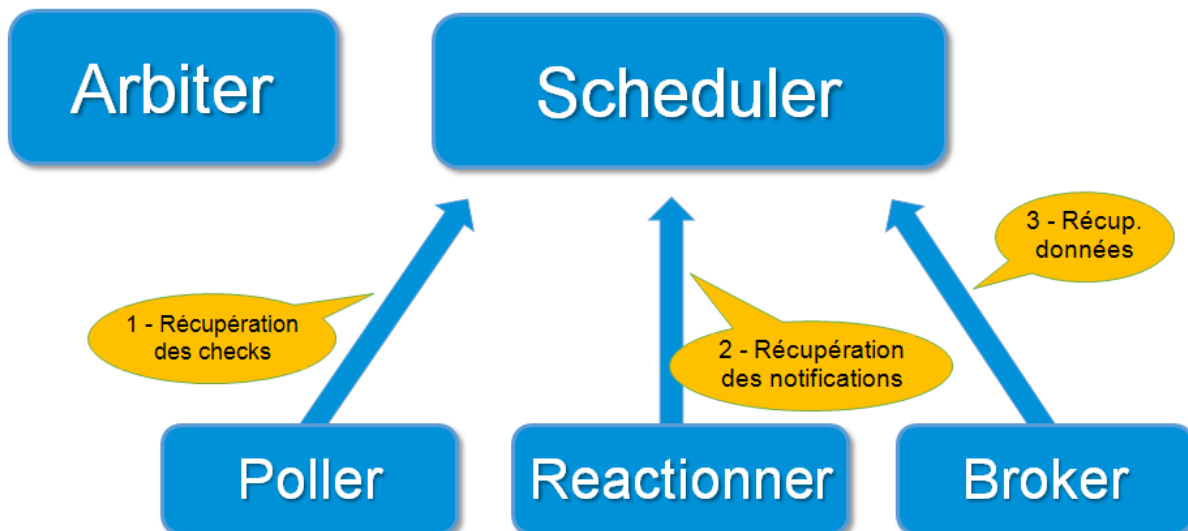 Arbiter
Scheduler
3 - Récup.
données
1 - Récupération
des checks
2 - Récupération
des notifications
Poller
Reactionner
Broker